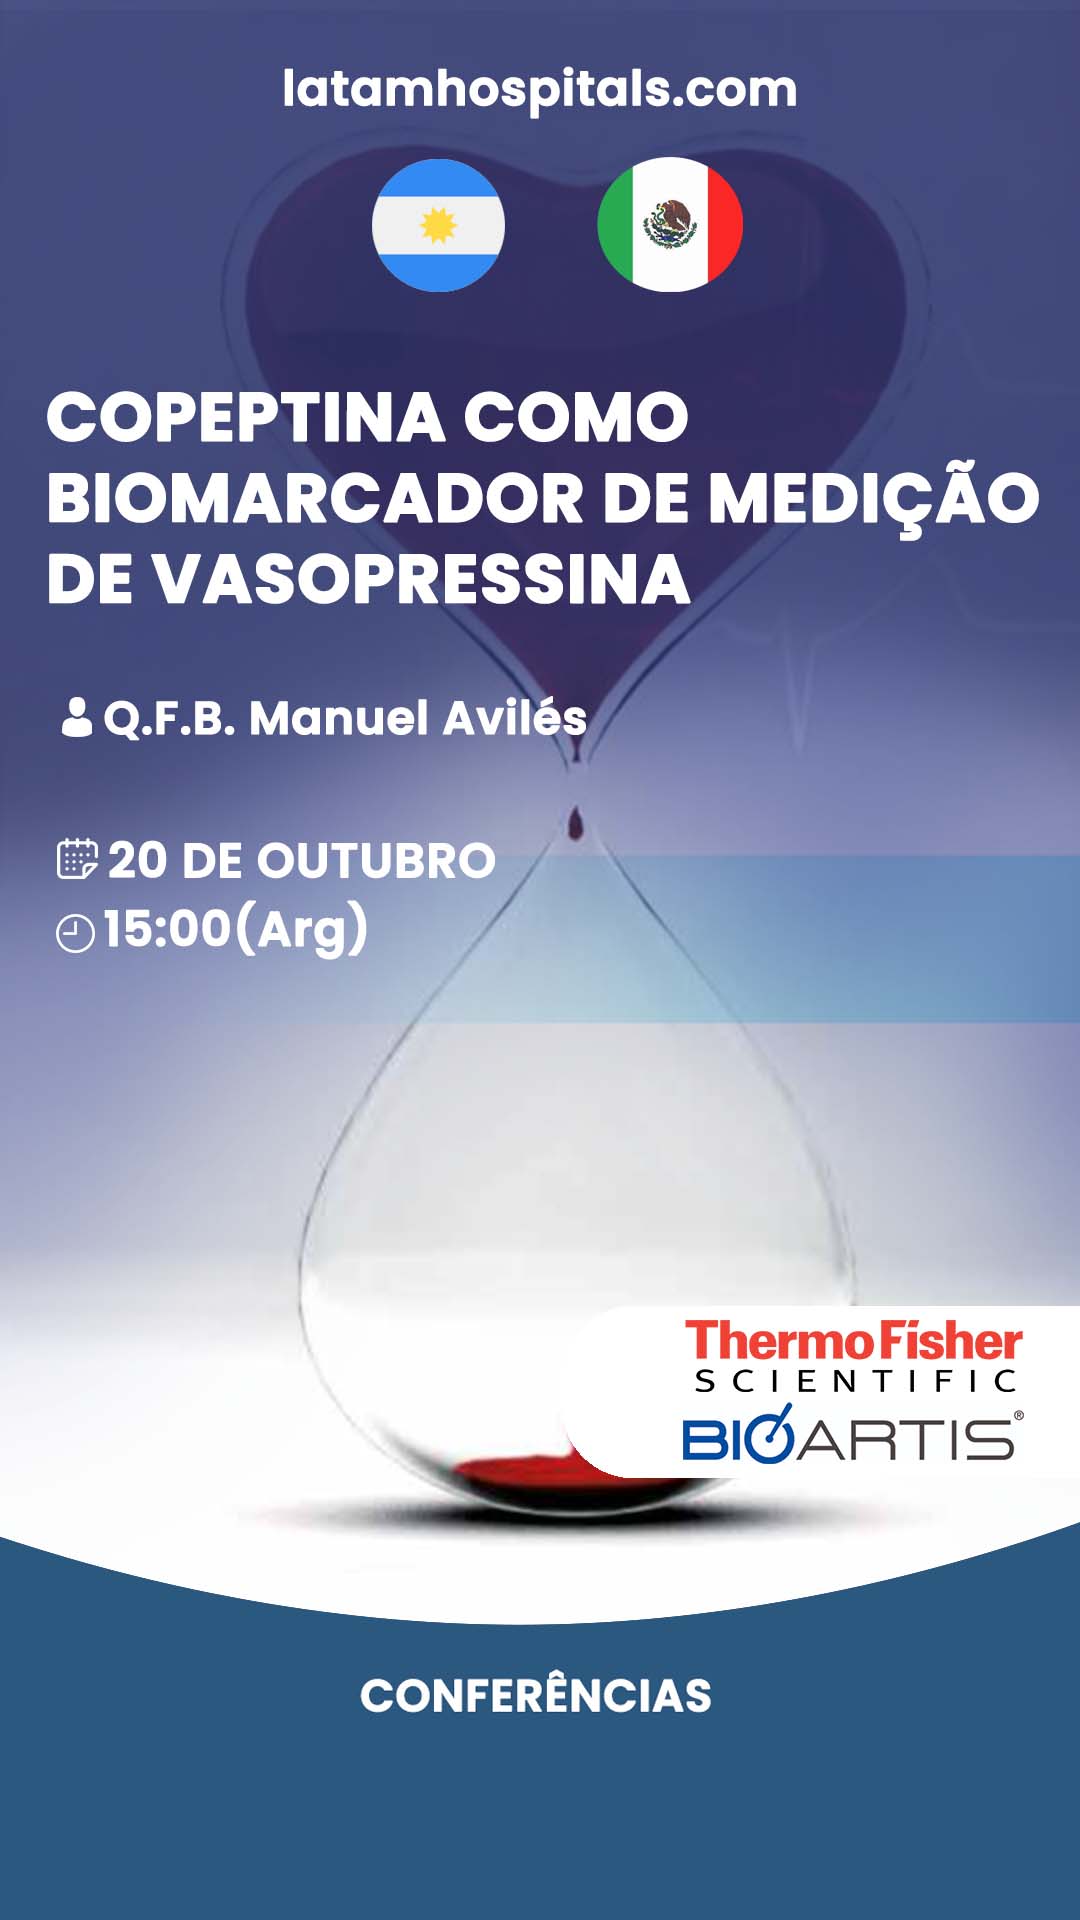 latamhospitals.com
COPEPTINA COMO
BIOMARCADOR DE MEDIÇÃO
DE VASOPRESSINA
Q.F.B. Manuel Avilés
20 DE OUTUBRO
15:00(Arg)
ThermoFisher
SCIENTIFIC
BIOARTIS®
CONFERÊNCIAS